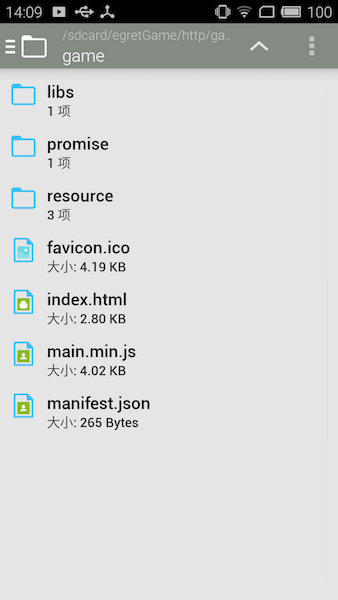 14:09
100
/sdcard/egretGame/http/ga..
game
libs
1 项
promise
1 项
resource
3 项
favicon.ico
大小: 4.19 KB
index.html
大小: 2.80 KB
main.min.js
大小: 4.02 KB
manifest.json
大小: 265 Bytes